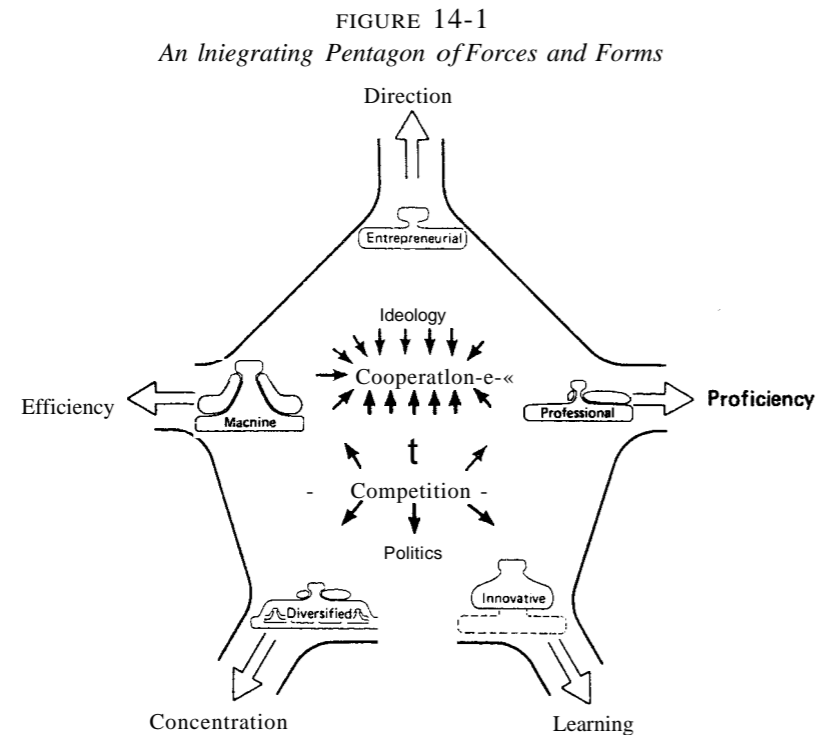 FIGURE 14-1
An lniegrating Pentagon of Forces and Forms
Direction
Entrepreneurial
Ideology
Cooperatlon-e-«
Efficiency
Macnine
Professional
Proficiency
t
- Competition -
Politics
Diversified
Innovative
Concentration
Learning